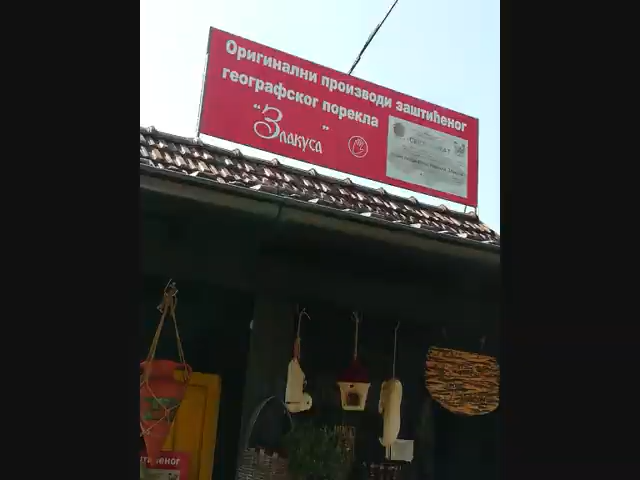 Оригинални производи заштићеног
географског порекла
"Злакуса"